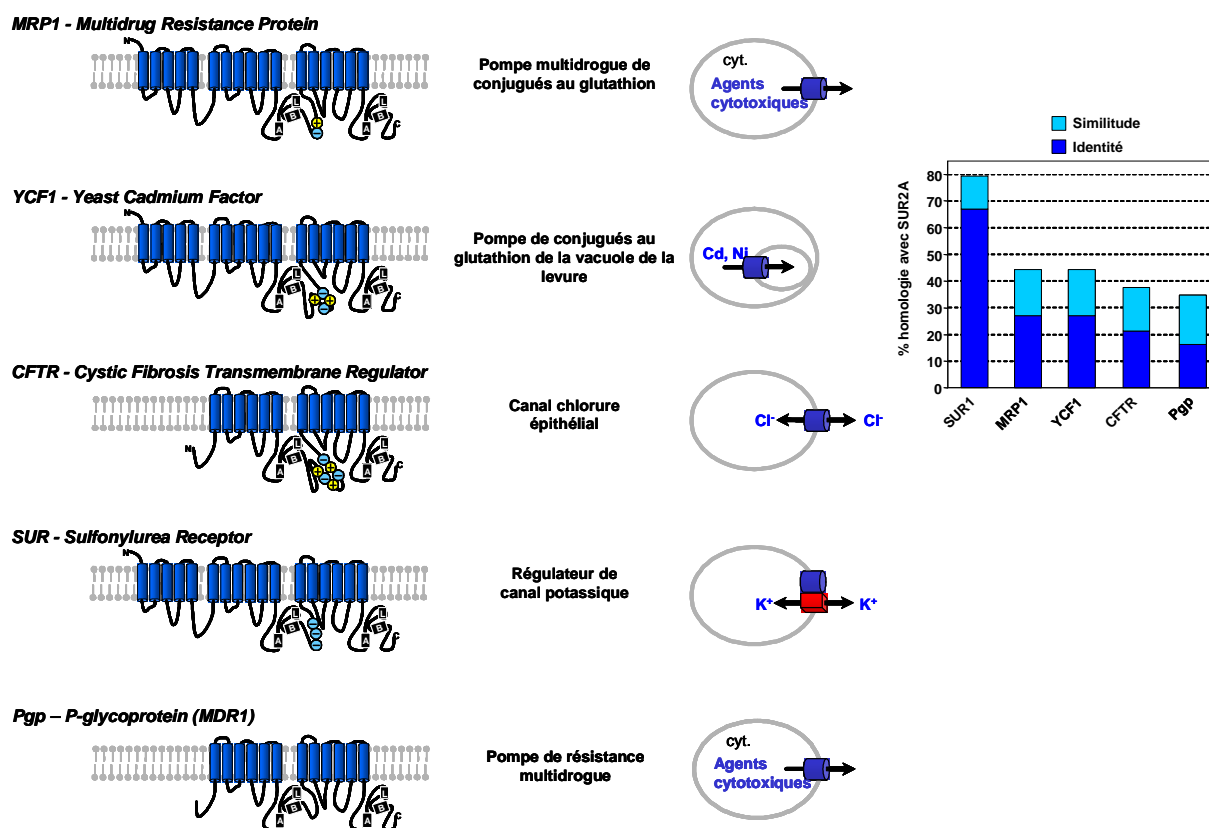 MRP1 - Multidrug Resistance Protein
N
A
B
L
+
−
A
B
L
C
Pompe multidrogue de
conjugués au glutathion
cyt.
Agents
cytotoxiques
YCF1 - Yeast Cadmium Factor
N
A
B
L
−
+
+
−
A
B
L
C
Pompe de conjugués au
glutathion de la vacuole de la
levure
Cd, Ni
CFTR - Cystic Fibrosis Transmembrane Regulator
N
A
B
L
−
+
+
−
−
+
A
B
L
C
Canal chlorure
épithélial
Cl-
Cl-
SUR - Sulfonylurea Receptor
N
A
B
L
−
−
−
A
B
L
C
Régulateur de
canal potassique
K+
K+
Pgp – P-glycoprotein (MDR1)
A
B
L
A
B
L
C
Pompe de résistance
multidrogue
cyt.
Agents
cytotoxiques
Similitude
Identité
% homologie avec SUR2A
80
70
60
50
40
30
20
10
0
SUR1
MRP1
YCF1
CFTR
Pgp